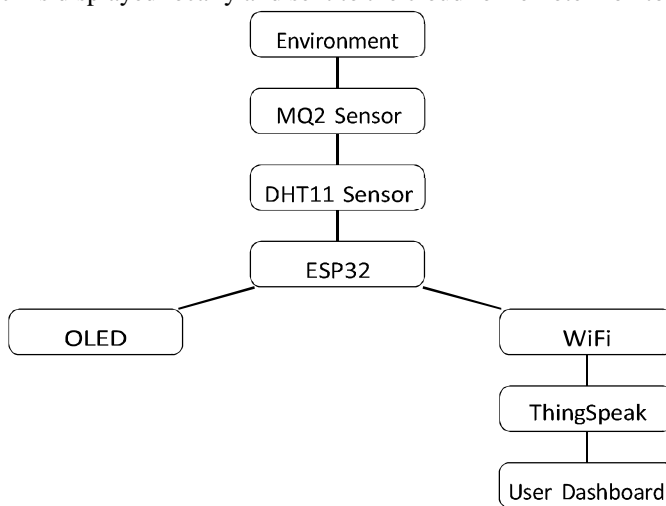 Environment
MQ2 Sensor
DHT11 Sensor
ESP32
OLED
WiFi
ThingSpeak
User Dashboard